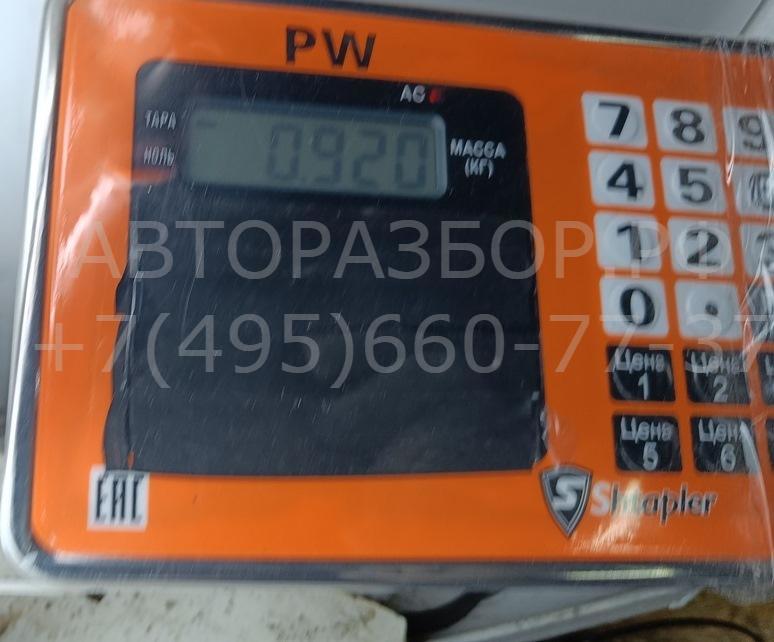 PW
AC
ТАРА
НОЛЬ
0.920
МАССА
(КГ)
7 8 9
4 5
1 2
0 .
АВТОРАЗБОР.РФ
+7(495)660-77-37
Цена 1
Цена 2
Цена 5
Цена 6
EAC
S Shtapler